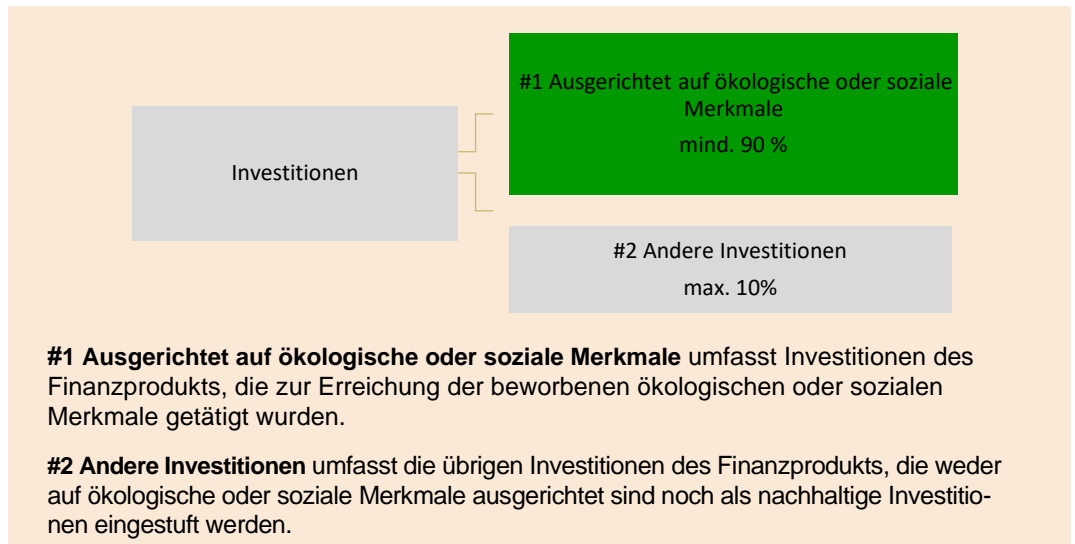 #1 Ausgerichtet auf ökologische oder soziale
Merkmale
mind. 90 %
Investitionen
#2 Andere Investitionen
max. 10%
#1 Ausgerichtet auf ökologische oder soziale Merkmale umfasst Investitionen des
Finanzprodukts, die zur Erreichung der beworbenen ökologischen oder sozialen
Merkmale getätigt wurden.
#2 Andere Investitionen umfasst die übrigen Investitionen des Finanzprodukts, die weder
auf ökologische oder soziale Merkmale ausgerichtet sind noch als nachhaltige Investitio-
nen eingestuft werden.